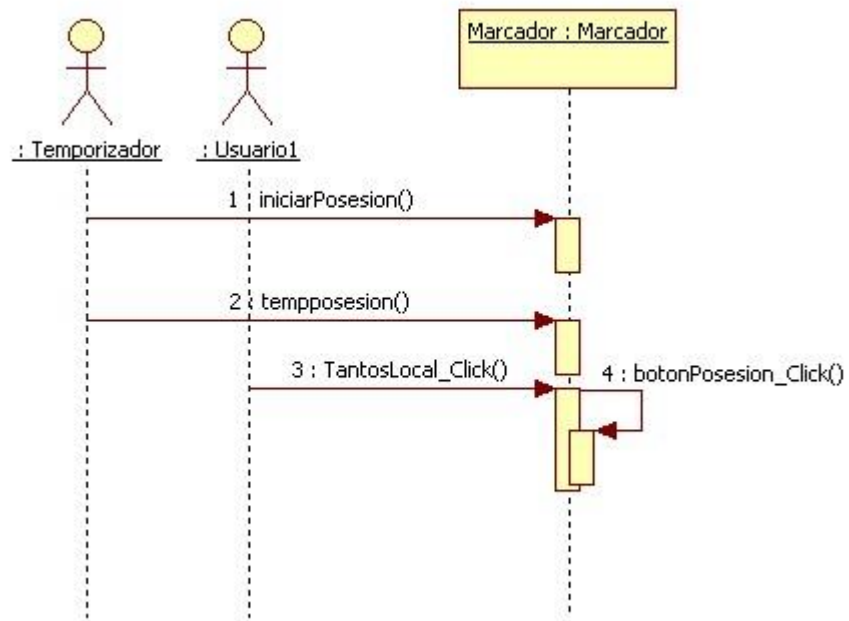 Marcador : Marcador
: Temporizador
: Usuario1
1 : iniciarPosesion()
2 : tempposesion()
3 : TantosLocal_Click()
4 : botonPosesion_Click()